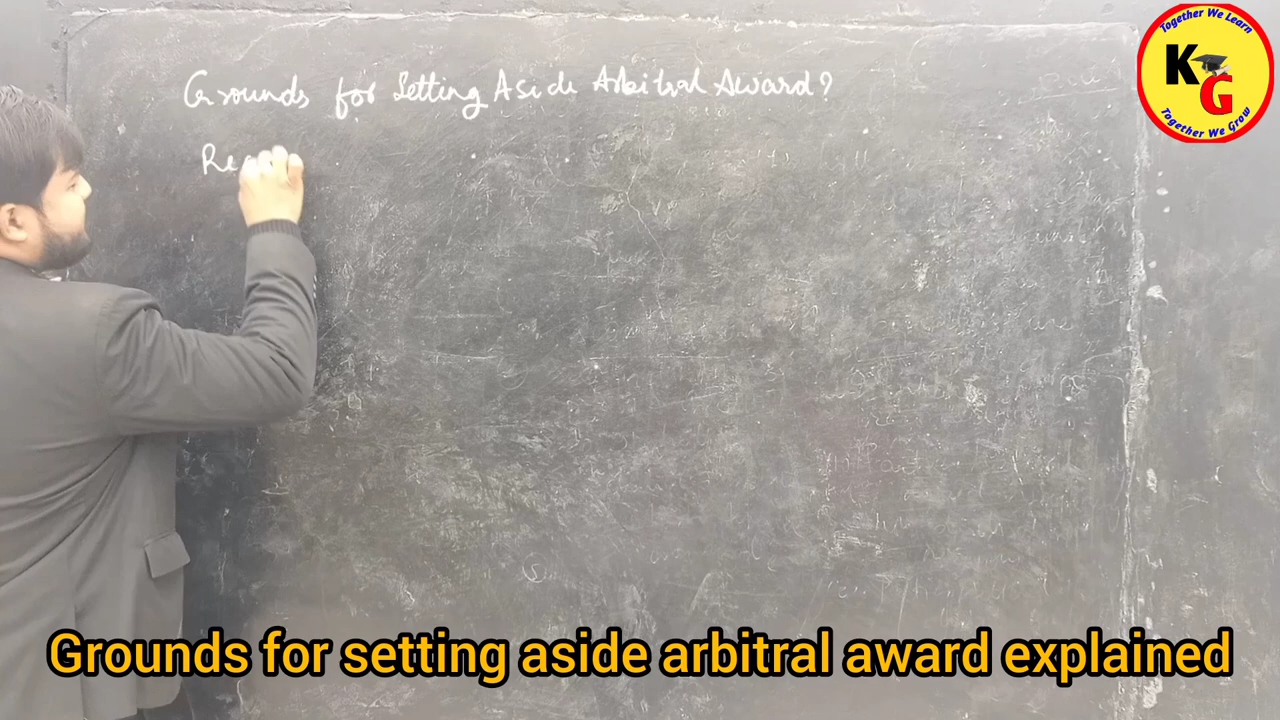 Grounds for Setting Aside Arbitral Award?
Together We Learn
KG
Together We Grow
Grounds for setting aside arbitral award explained